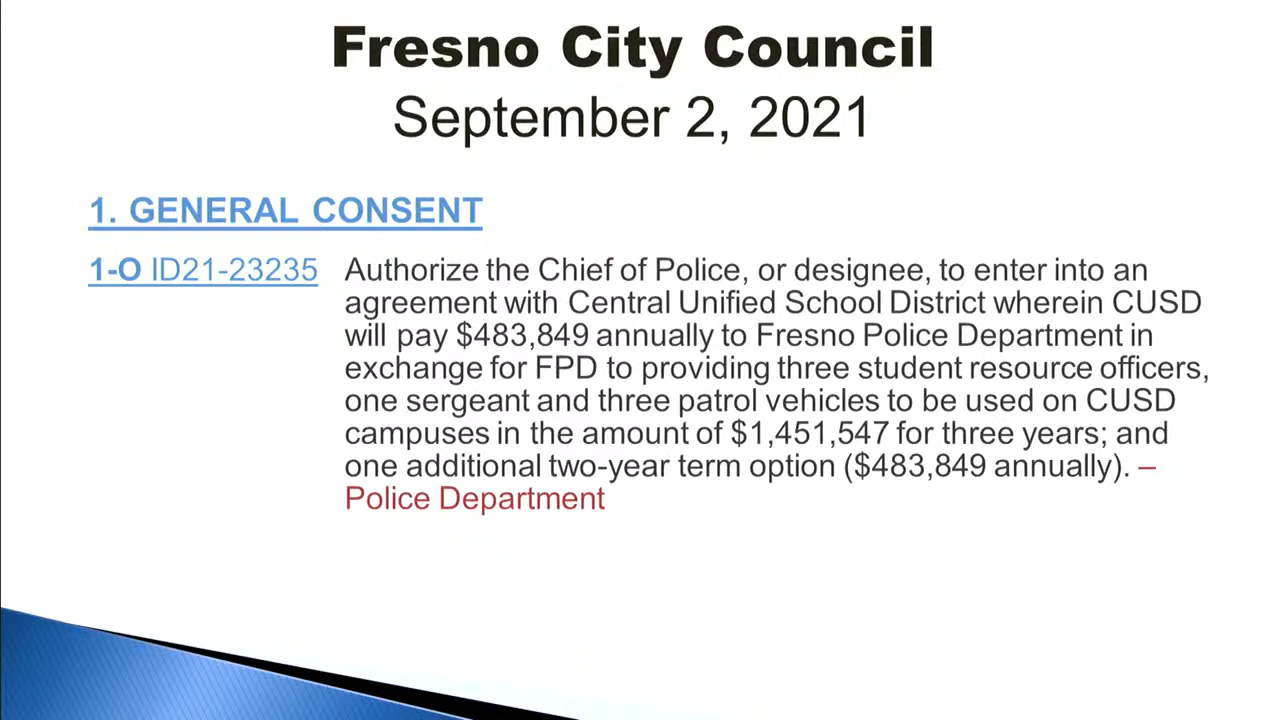 Fresno City Council
September 2, 2021
1. GENERAL CONSENT
1-O ID21-23235 Authorize the Chief of Police, or designee, to enter into an
agreement with Central Unified School District wherein CUSD
will pay $483,849 annually to Fresno Police Department in
exchange for FPD to providing three student resource officers,
one sergeant and three patrol vehicles to be used on CUSD
campuses in the amount of $1,451,547 for three years; and
one additional two-year term option ($483,849 annually). –
Police Department